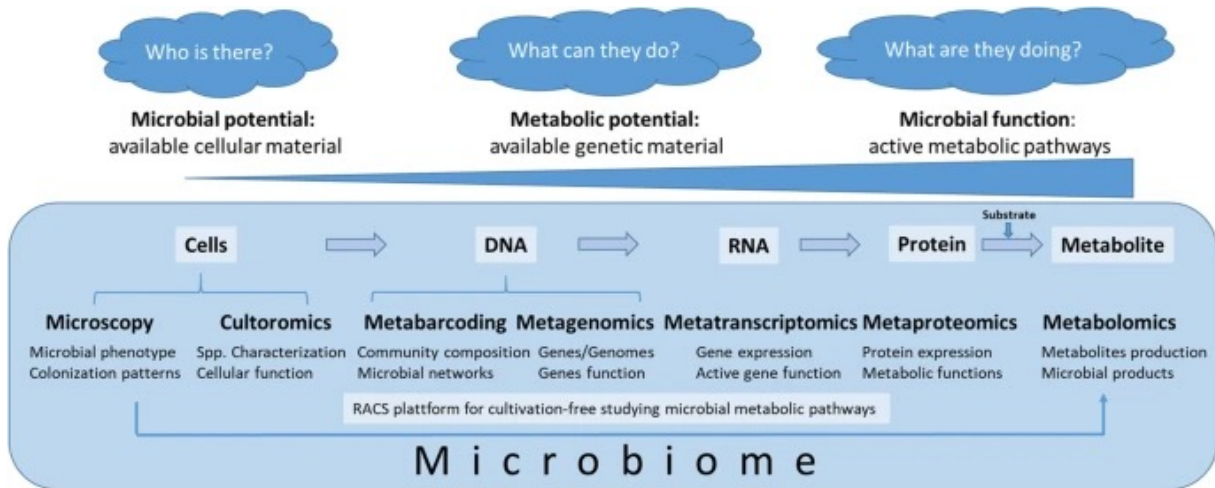 Who is there?
What can they do?
What are they doing?
Microbial potential:
available cellular material
Metabolic potential:
available genetic material
Microbial function:
active metabolic pathways
Substrate
Cells
DNA
RNA
Protein
Metabolite
Microscopy
Microbial phenotype
Colonization patterns
Cultoromics
Spp. Characterization
Cellular function
Metabarcoding
Community composition
Microbial networks
Metagenomics
Genes/Genomes
Genes function
Metatranscriptomics
Gene expression
Active gene function
Metaproteomics
Protein expression
Metabolic functions
Metabolomics
Metabolites production
Microbial products
RACS plattform for cultivation-free studying microbial metabolic pathways
Microbiome